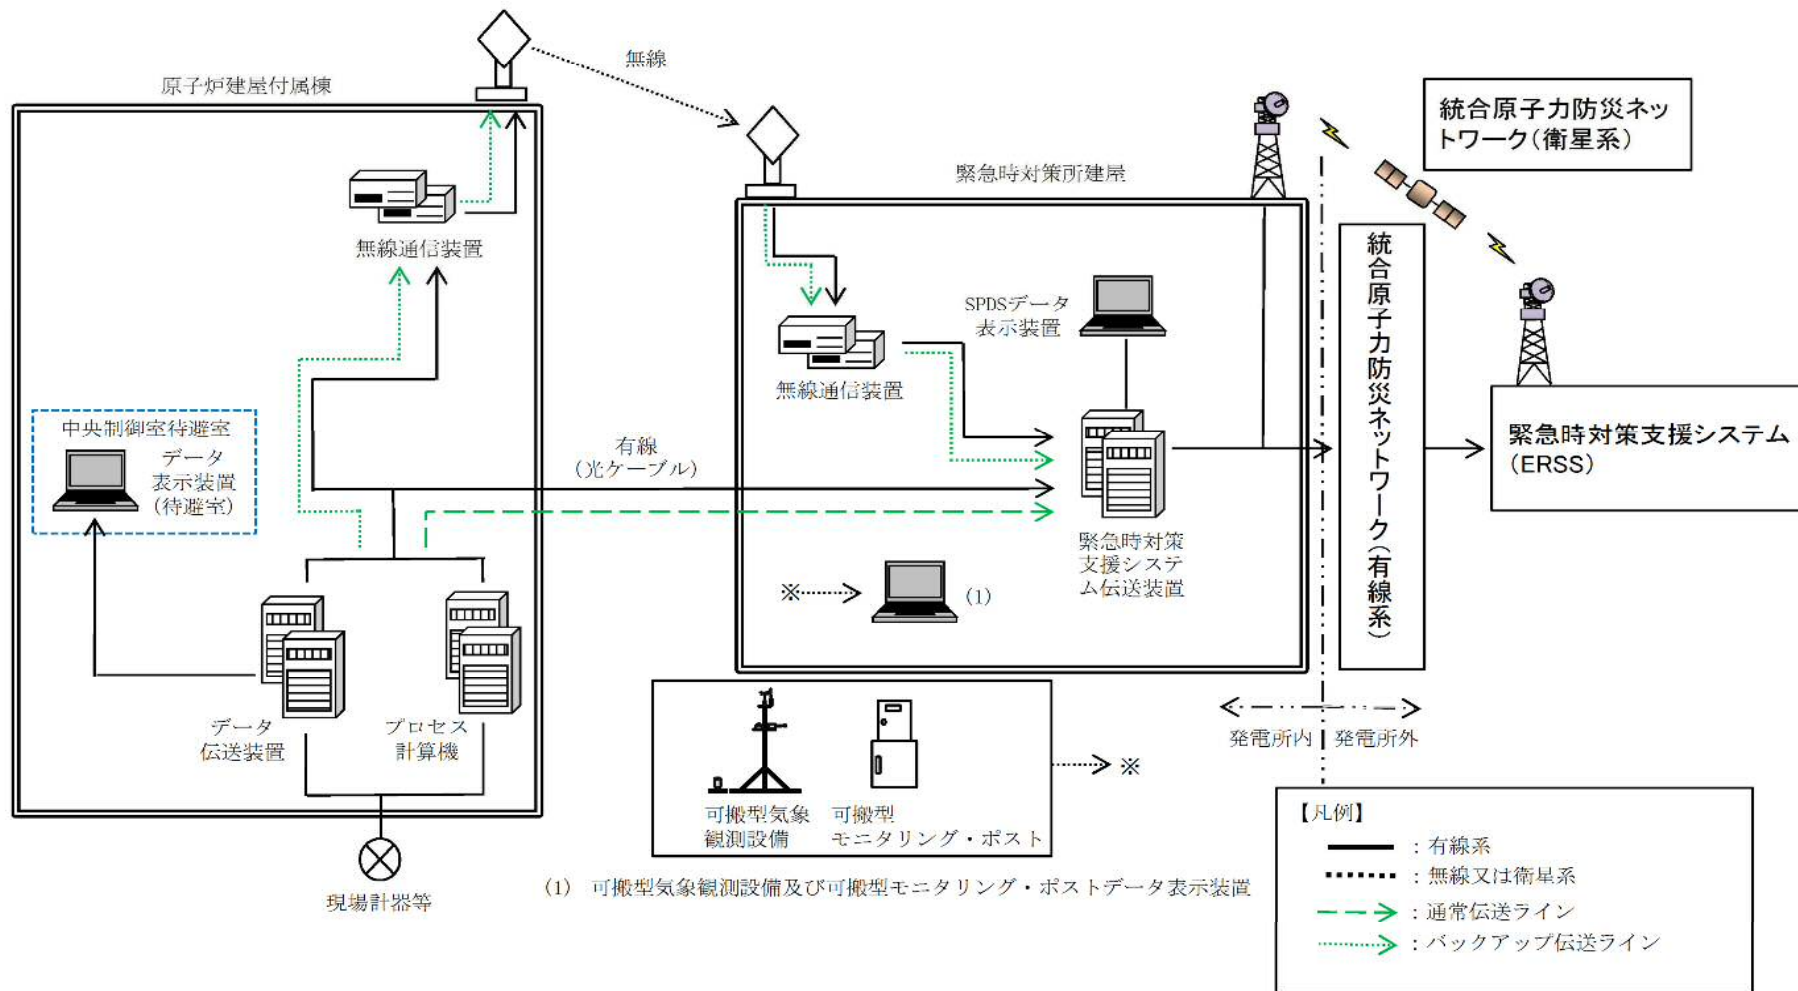 原子炉建屋付属棟
無線
無線通信装置
中央制御室待避室
データ
表示装置
（待避室）
データ
伝送装置
プロセス
計算機
現場計器等
有線
（光ケーブル）
緊急時対策所建屋
無線通信装置
SPDSデータ
表示装置
緊急時対策
支援システ
ム伝送装置
※
(1)
可搬型気象
観測設備
可搬型
モニタリング・ポスト
※
(1) 可搬型気象観測設備及び可搬型モニタリング・ポストデータ表示装置
統合原子力防災ネッ
トワーク（衛星系）
統合原子力防災ネットワーク（有線系）
緊急時対策支援システム
（ERSS）
発電所内
発電所外
【凡例】
：有線系
：無線又は衛星系
：通常伝送ライン
：バックアップ伝送ライン